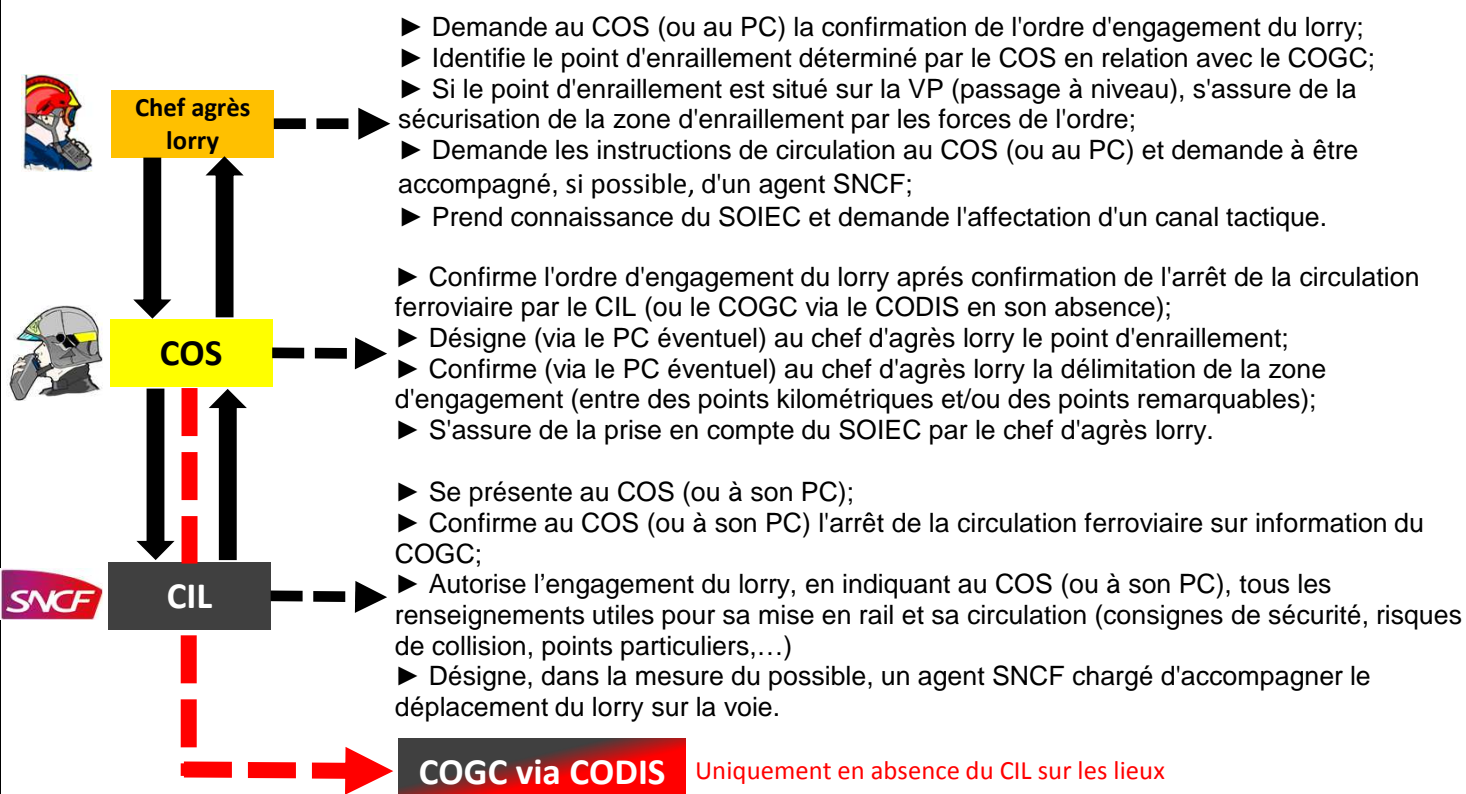 ► Demande au COS (ou au PC) la confirmation de l'ordre d'engagement du lorry;
► Identifie le point d'enraillement déterminé par le COS en relation avec le COGC;
► Si le point d'enraillement est situé sur la VP (passage à niveau), s'assure de la
sécurisation de la zone d'enraillement par les forces de l'ordre;
► Demande les instructions de circulation au COS (ou au PC) et demande à être
accompagné, si possible, d'un agent SNCF;
► Prend connaissance du SOIEC et demande l'affectation d'un canal tactique.
Chef agrès
lorry
► Confirme l'ordre d'engagement du lorry aprés confirmation de l'arrêt de la circulation
ferroviaire par le CIL (ou le COGC via le CODIS en son absence);
► Désigne (via le PC éventuel) au chef d'agrès lorry le point d'enraillement;
► Confirme (via le PC éventuel) au chef d'agrès lorry la délimitation de la zone
d'engagement (entre des points kilométriques et/ou des points remarquables);
► S'assure de la prise en compte du SOIEC par le chef d'agrès lorry.
COS
► Se présente au COS (ou à son PC);
► Confirme au COS (ou à son PC) l'arrêt de la circulation ferroviaire sur information du
COGC;
► Autorise l'engagement du lorry, en indiquant au COS (ou à son PC), tous les
renseignements utiles pour sa mise en rail et sa circulation (consignes de sécurité, risques
de collision, points particuliers,…)
► Désigne, dans la mesure du possible, un agent SNCF chargé d'accompagner le
déplacement du lorry sur la voie.
SNCF
CIL
COGC via CODIS
Uniquement en absence du CIL sur les lieux